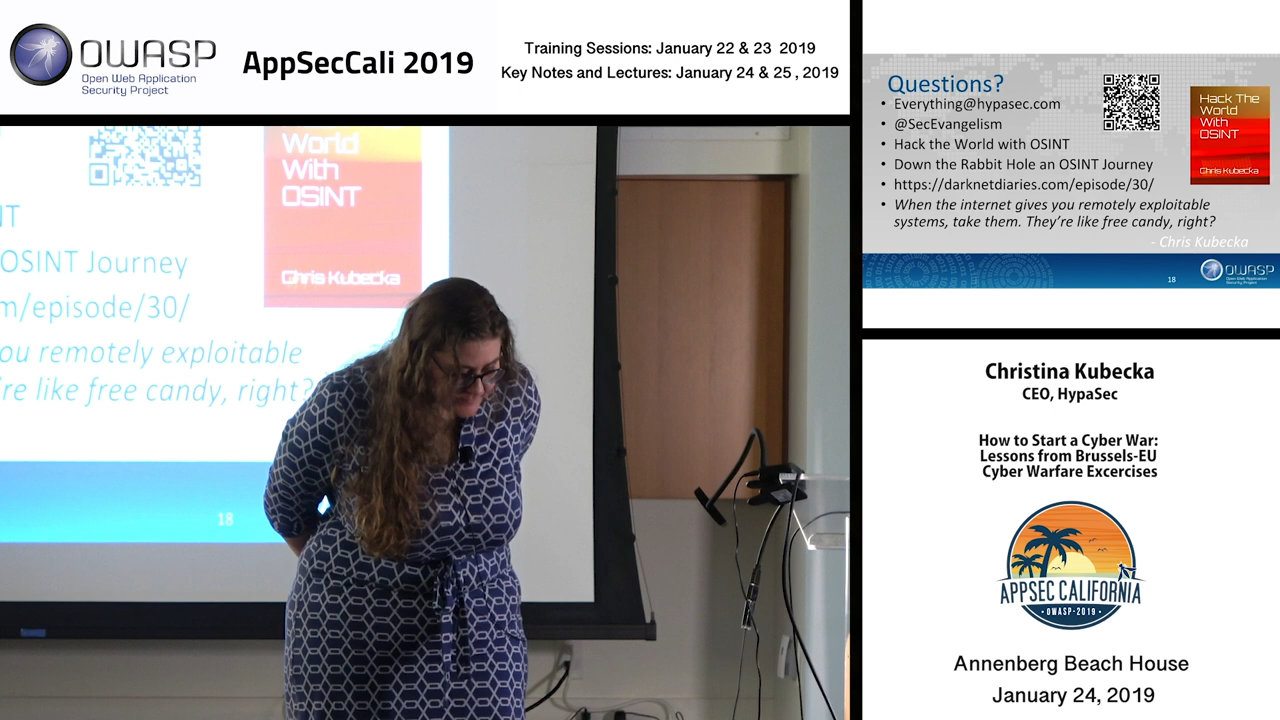 OWASP
Open Web Application
Security Project
AppSecCali 2019
Training Sessions: January 22 & 23 2019
Key Notes and Lectures: January 24 & 25 , 2019
World
With
OSINT
Chris Kubecka
NT
OSINT Journey
m/episode/30/
ou remotely exploitable
re like free candy, right?
18
Questions?
• Everything@hypasec.com
• @SecEvangelism
• Hack the World with OSINT
• Down the Rabbit Hole an OSINT Journey
• https://darknetdiaries.com/episode/30/
• When the internet gives you remotely exploitable
systems, take them. They're like free candy, right?
- Chris Kubecka
Hack The
World
With
OSINT
Chris Kubecka
18
OWASP
Open Web Application
Security Project
Christina Kubecka
CEO, HypaSec
How to Start a Cyber War:
Lessons from Brussels-EU
Cyber Warfare Excercises
APPSEC CALIFORNIA
• OWASP-2019 •
Annenberg Beach House
January 24, 2019